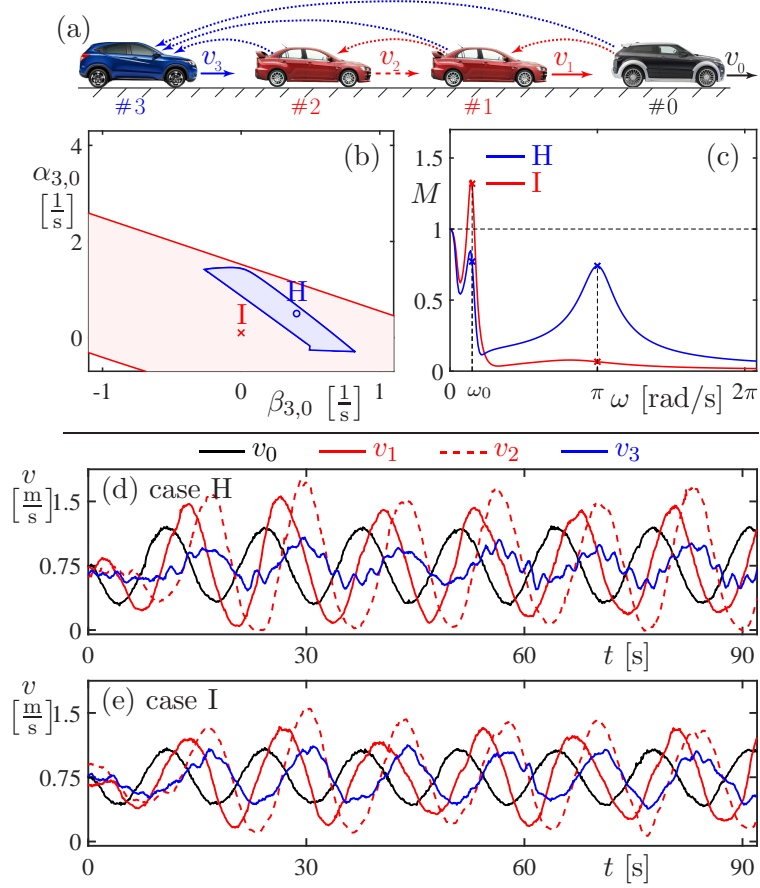 (a)
v₃ v₂ v₁ v₀
#3 #2 #1 #0
(b)
α₃,₀
[1/s]
4
2
0
H
I
-1 0 1
β₃,₀ [1/s]
(c)
H
I
M
1.5
1
0.5
0
0 ω₀ π ω [rad/s] 2π
v₀ v₁ v₂ v₃
(d) case H
v
[m/s]
1.5
0.75
0
0 30 60 t [s] 90
(e) case I
v
[m/s]
1.5
0.75
0
0 30 60 t [s] 90